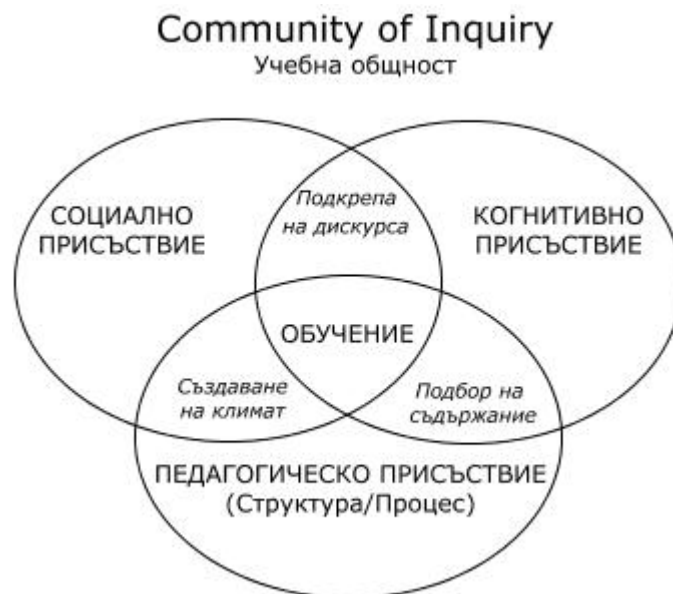 Community of Inquiry
Учебна общност
СОЦИАЛНО
ПРИСЪСТВИЕ
Подкрепа
на дискурса
КОГНИТИВНО
ПРИСЪСТВИЕ
ОБУЧЕНИЕ
Създаване
на климат
Подбор на
съдържание
ПЕДАГОГИЧЕСКО ПРИСЪСТВИЕ
(Структура/Процес)